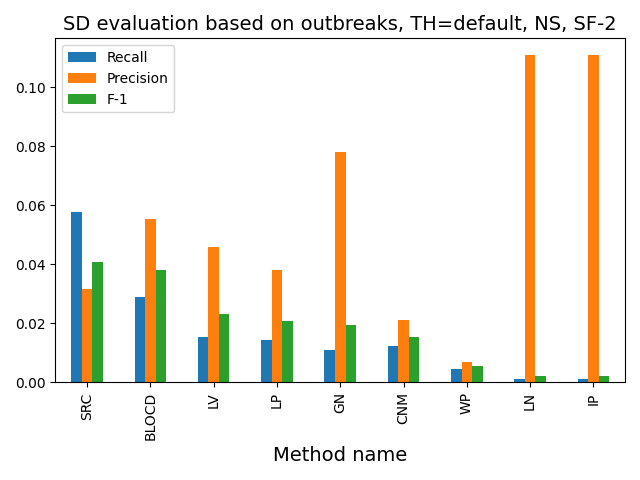 SD evaluation based on outbreaks, TH=default, NS, SF-2
Recall
Precision
F-1
0.10
0.08
0.06
0.04
0.02
0.00
SRC
BLOCD
LV
LP
GN
CNM
WP
LN
IP
Method name